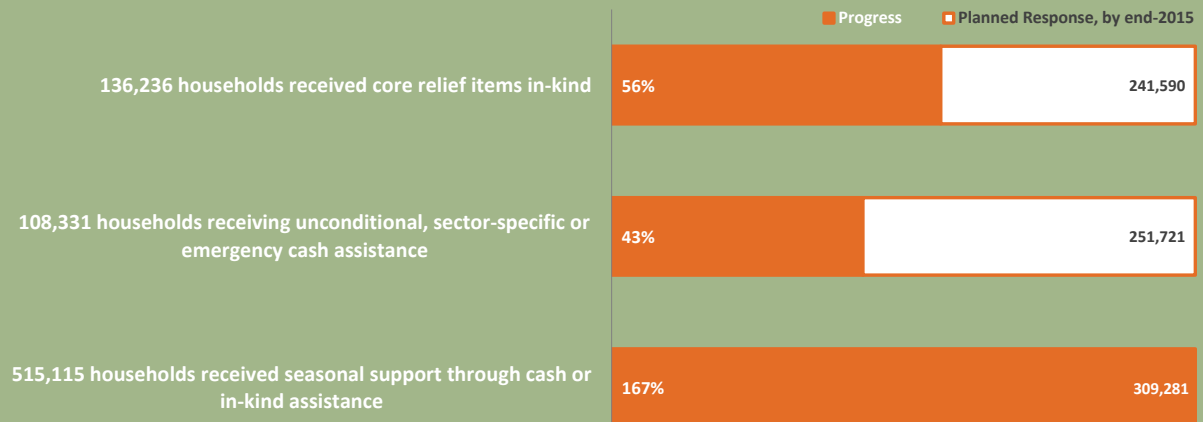 Progress Planned Response, by end-2015
136,236 households received core relief items in-kind 56% 241,590
108,331 households receiving unconditional, sector-specific or
emergency cash assistance
43% 251,721
515,115 households received seasonal support through cash or
in-kind assistance
167% 309,281